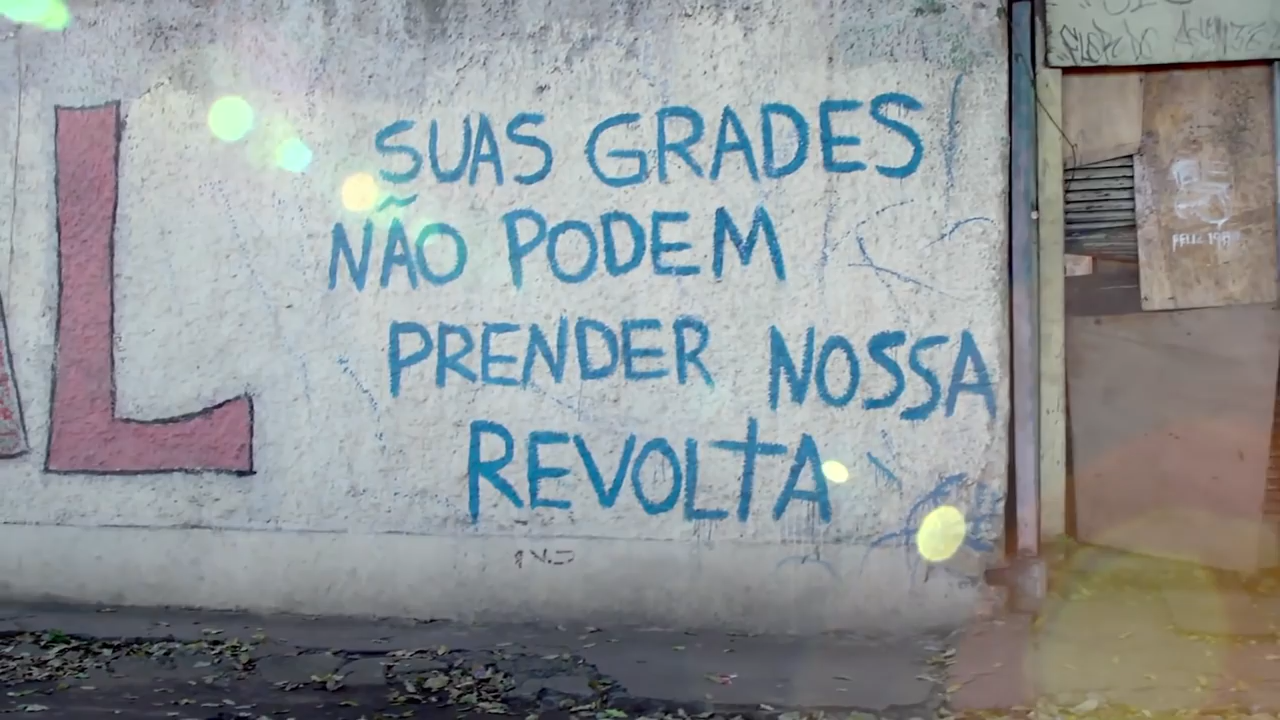 L
SUAS GRADES
NÃO PODEM
PRENDER NOSSA
REVOLTA